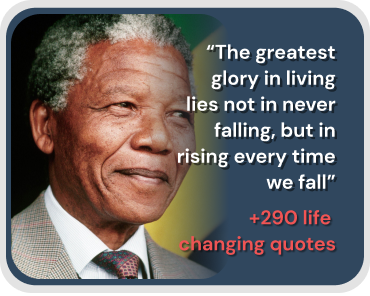 “The greatest
glory in living
lies not in never
falling, but in
rising every time
we fall”
+290 life
changing quotes